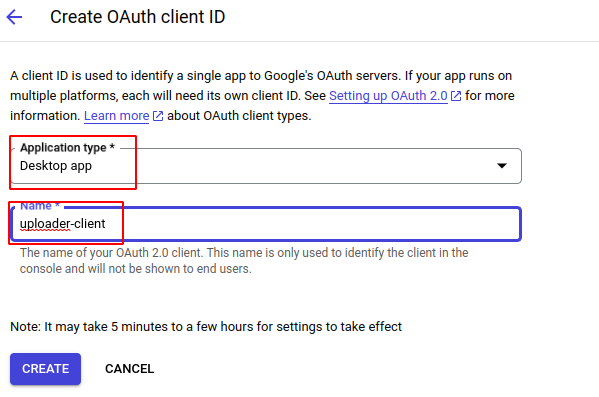 Create OAuth client ID
A client ID is used to identify a single app to Google's OAuth servers. If your app runs on
multiple platforms, each will need its own client ID. See Setting up OAuth 2.0 for more
information. Learn more about OAuth client types.
Application type *
Desktop app
Name *
uploader-client
The name of your OAuth 2.0 client. This name is only used to identify the client in the
console and will not be shown to end users.
Note: It may take 5 minutes to a few hours for settings to take effect
CREATE CANCEL